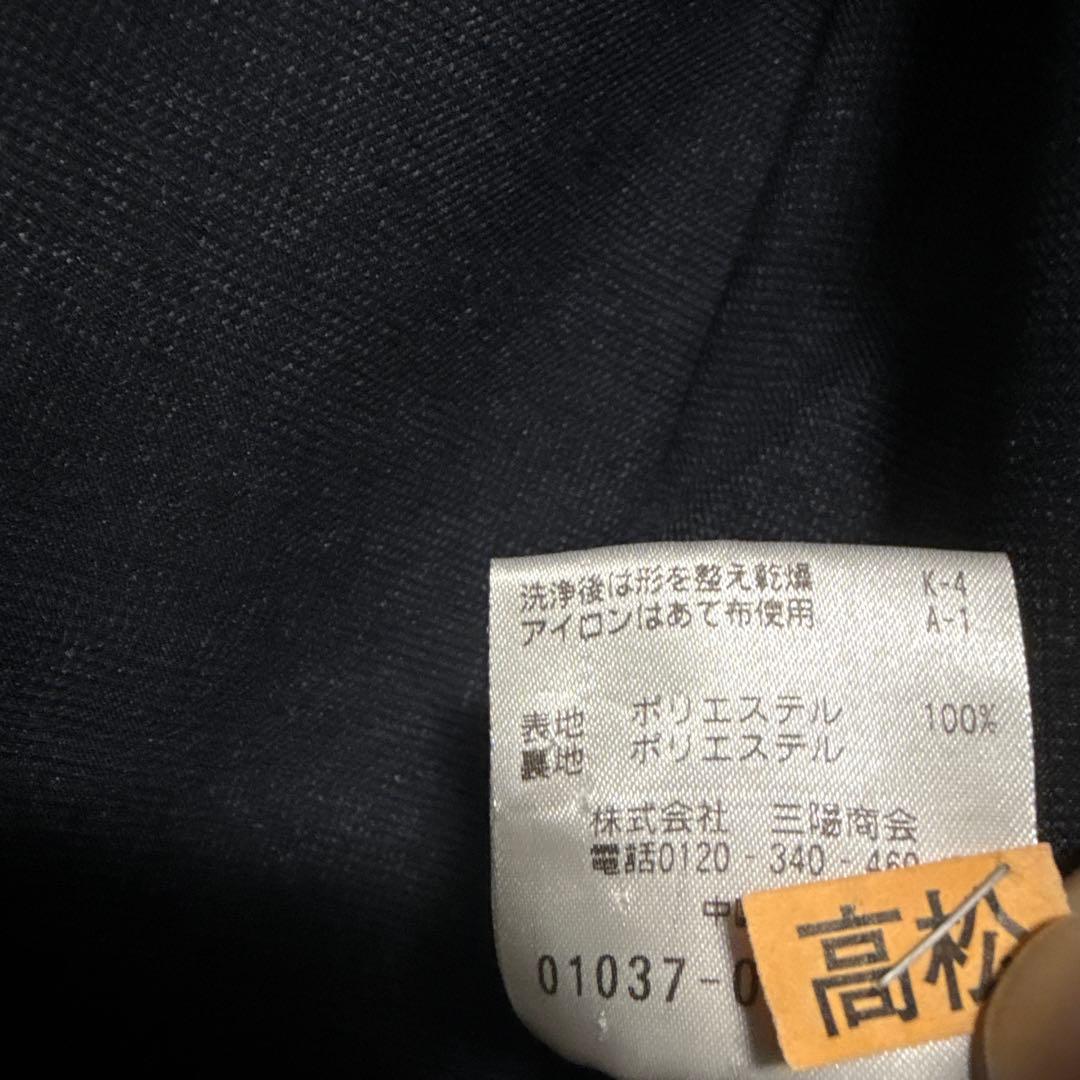 洗浄後は形を整え乾燥 K-4
アイロンはあて布使用 A-1
表地 ポリエステル 100%
裏地 ポリエステル
株式会社 三陽商会
電話0120-340-460
中
01037-0
高松